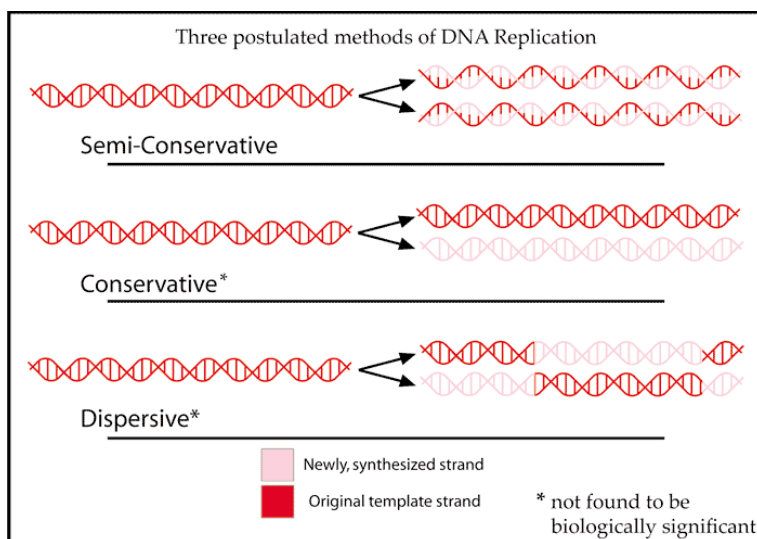 Three postulated methods of DNA Replication
Semi-Conservative
Conservative*
Dispersive*
Newly, synthesized strand
Original template strand
* not found to be
biologically significant